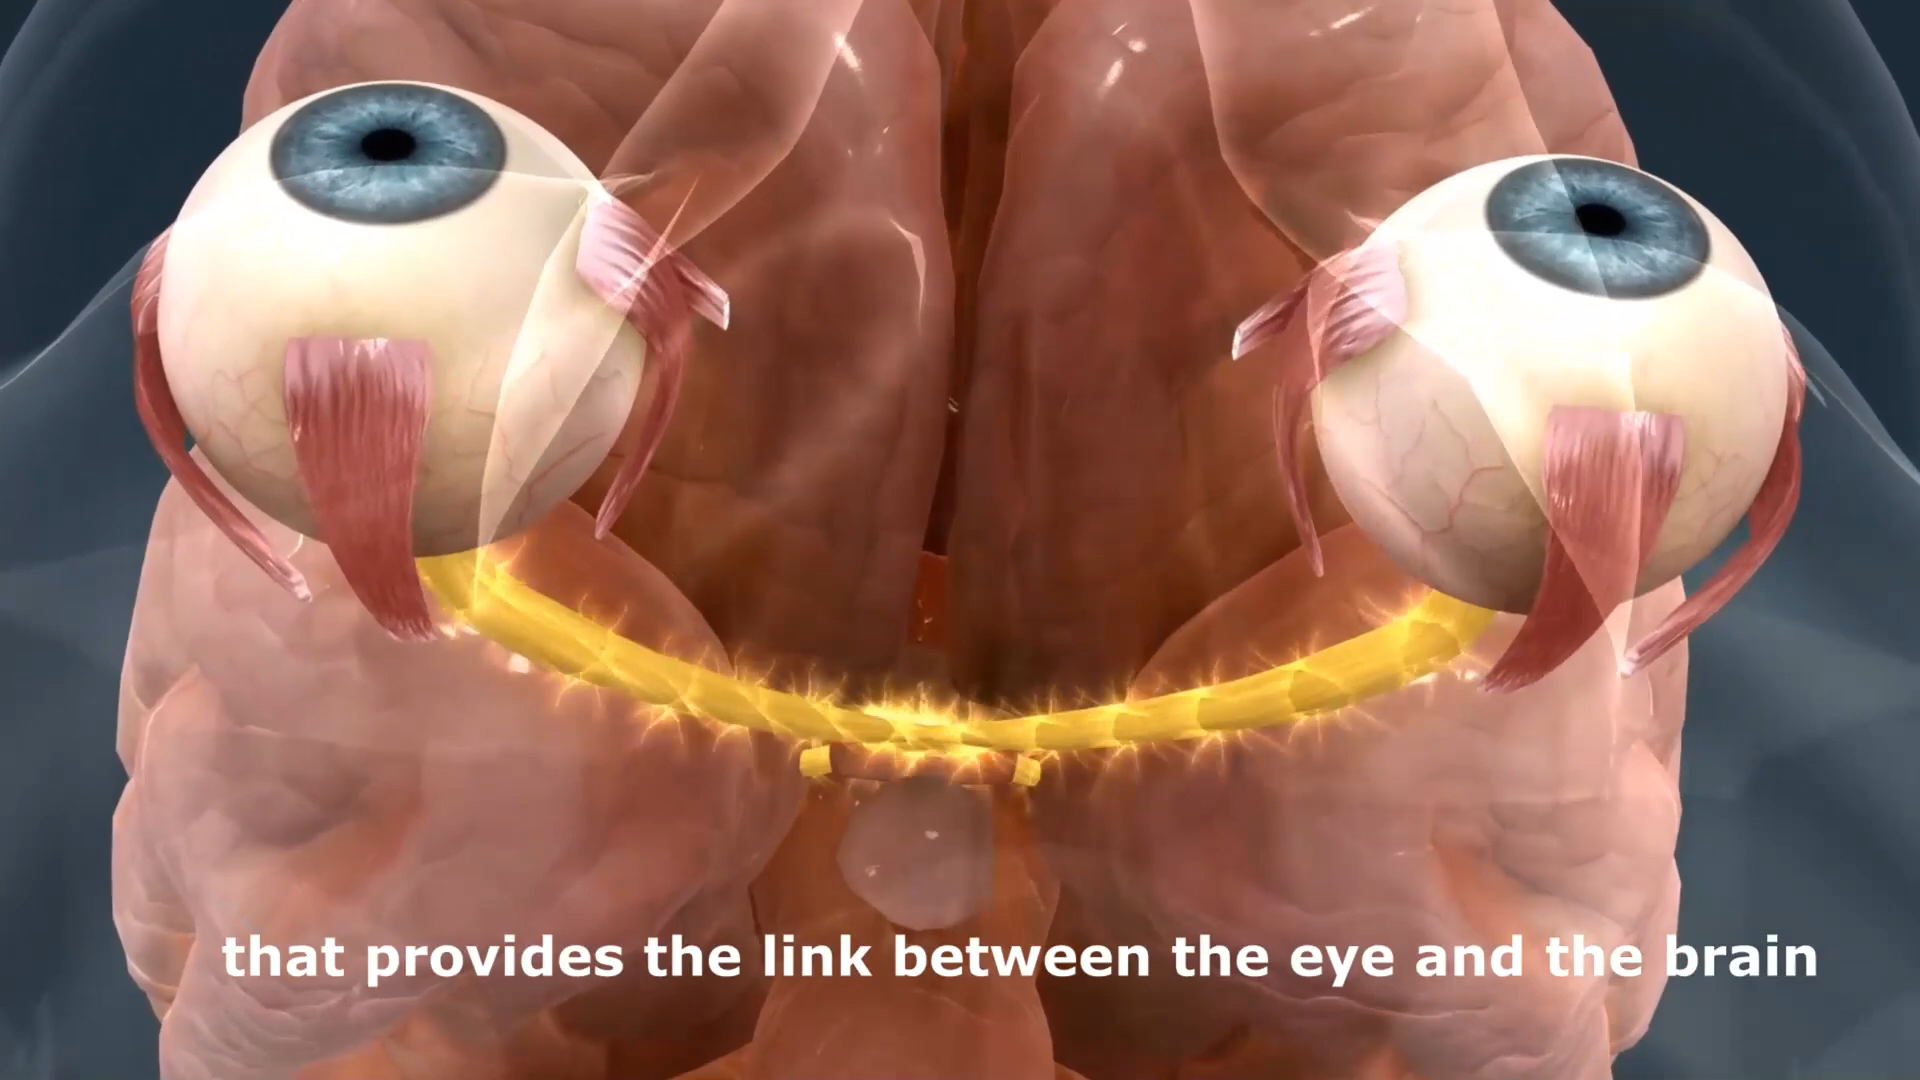 that provides the link between the eye and the brain